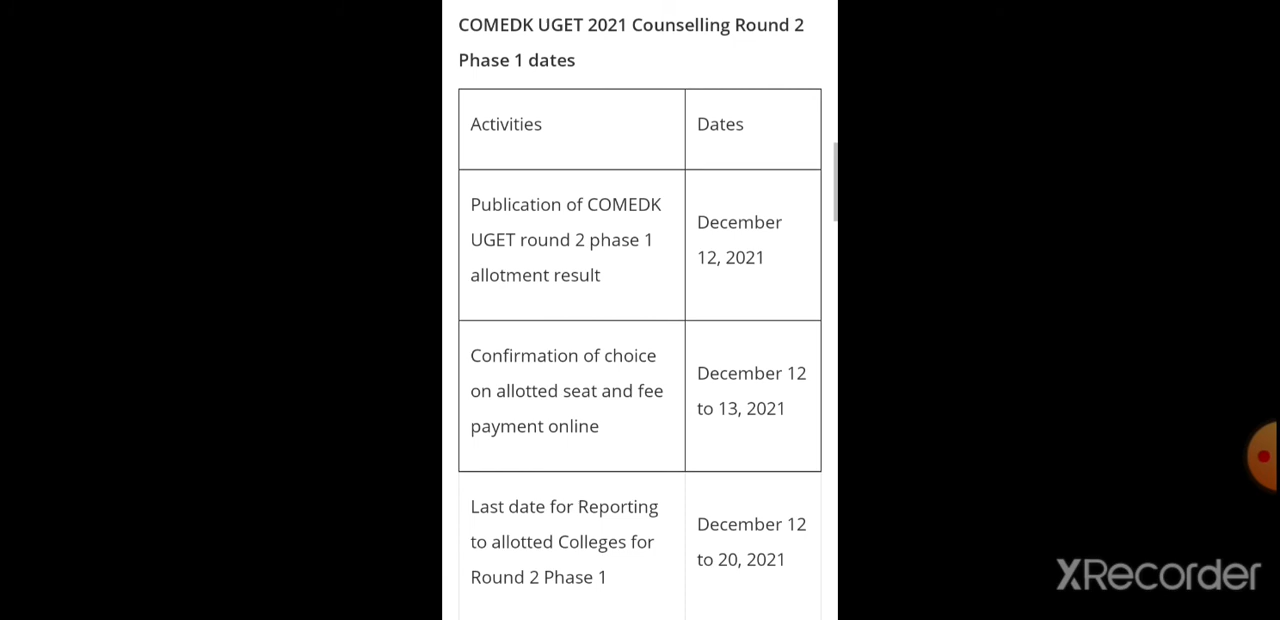 COMEDK UGET 2021 Counselling Round 2
Phase 1 dates
Activities
Dates
Publication of COMEDK
UGET round 2 phase 1
allotment result
December
12, 2021
Confirmation of choice
on allotted seat and fee
payment online
December 12
to 13, 2021
Last date for Reporting
to allotted Colleges for
Round 2 Phase 1
December 12
to 20, 2021
XRecorder